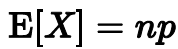 E[X] = np